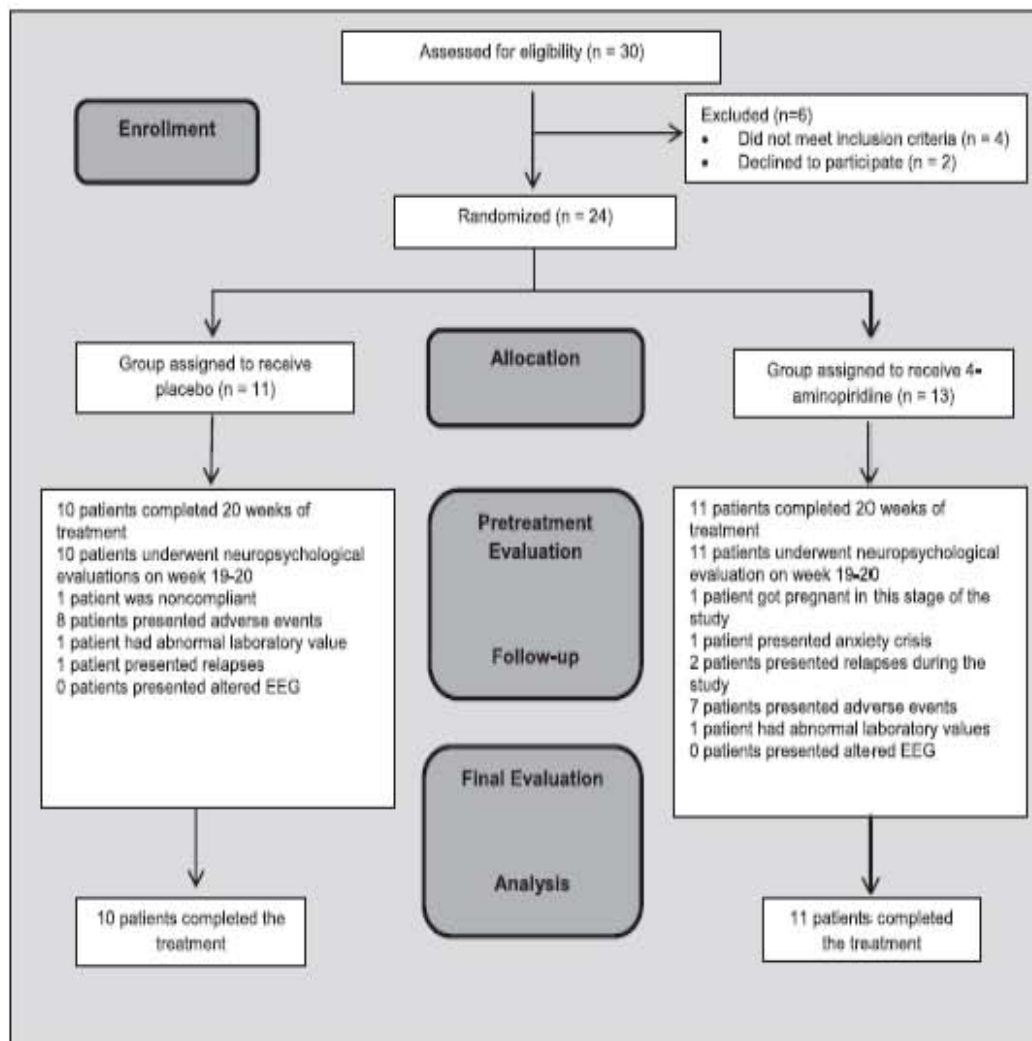 Assessed for eligibility (n = 30)
Enrollment
Excluded (n=6)
• Did not meet inclusion criteria (n = 4)
• Declined to participate (n = 2)
Randomized (n = 24)
Group assigned to receive
placebo (n = 11)
Allocation
Group assigned to receive 4-
aminopiridine (n = 13)
10 patients completed 20 weeks of
treatment
10 patients underwent neuropsychological
evaluations on week 19-20
1 patient was noncompliant
8 patients presented adverse events
1 patient had abnormal laboratory value
1 patient presented relapses
0 patients presented altered EEG
Pretreatment
Evaluation
Follow-up
11 patients completed 20 weeks of
treatment
11 patients underwent neuropsychological
evaluation on week 19-20
1 patient got pregnant in this stage of the
study
1 patient presented anxiety crisis
2 patients presented relapses during the
study
7 patients presented adverse events
1 patient had abnormal laboratory values
0 patients presented altered EEG
Final Evaluation
Analysis
10 patients completed the
treatment
11 patients completed
the treatment